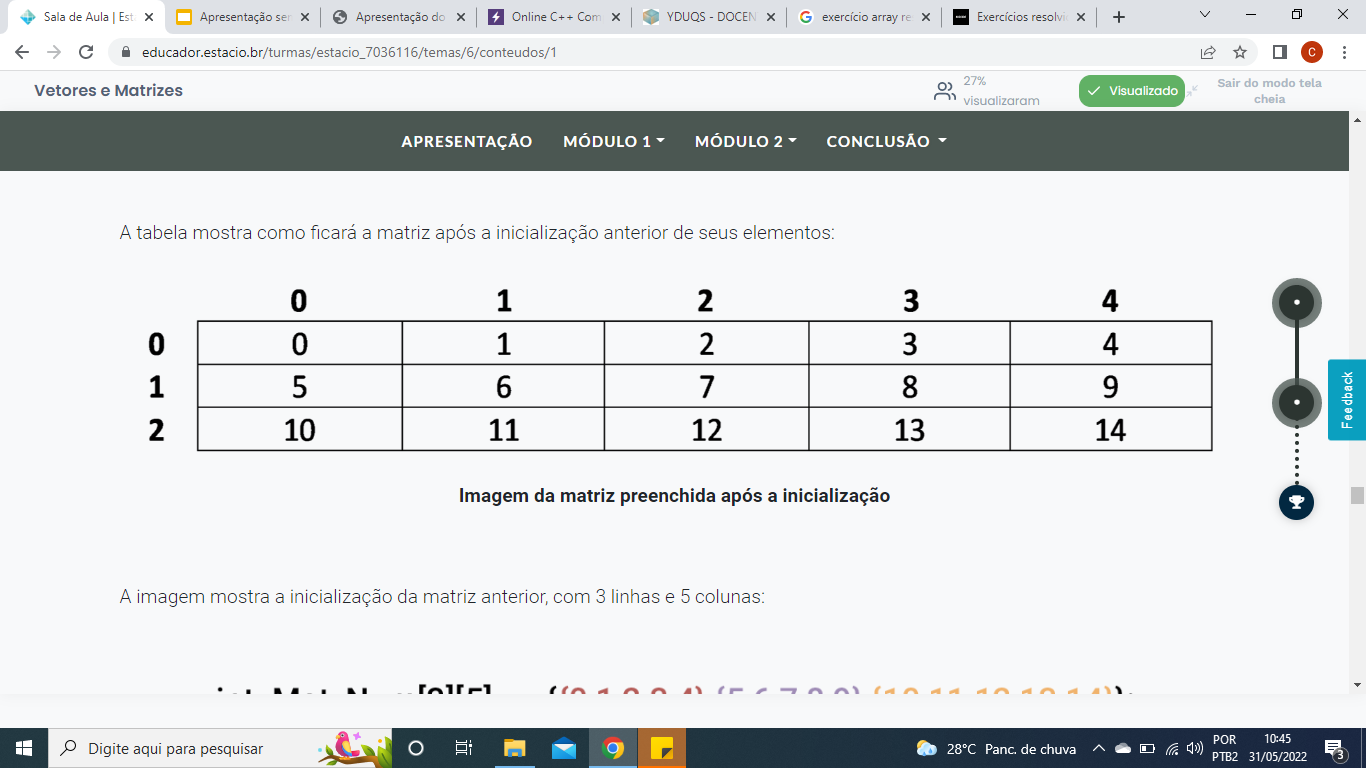 Sala de Aula | Est
Apresentação ser
Apresentação do
Online C++ Com
YDUQS - DOCEN
exercício array re
Exercícios resolvi
educador.estacio.br/turmas/estacio_7036116/temas/6/conteudos/1
C
Vetores e Matrizes
27%
visualizaram
Visualizado
Sair do modo tela
cheia
APRESENTAÇÃO MÓDULO 1 MÓDULO 2 CONCLUSÃO
A tabela mostra como ficará a matriz após a inicialização anterior de seus elementos:
0 1 2 3 4
0 0 1 2 3 4
1 5 6 7 8 9
2 10 11 12 13 14
Feedback
Imagem da matriz preenchida após a inicialização
A imagem mostra a inicialização da matriz anterior, com 3 linhas e 5 colunas:
Digite aqui para pesquisar
28°C Panc. de chuva
POR
PTB2
10:45
31/05/2022
3